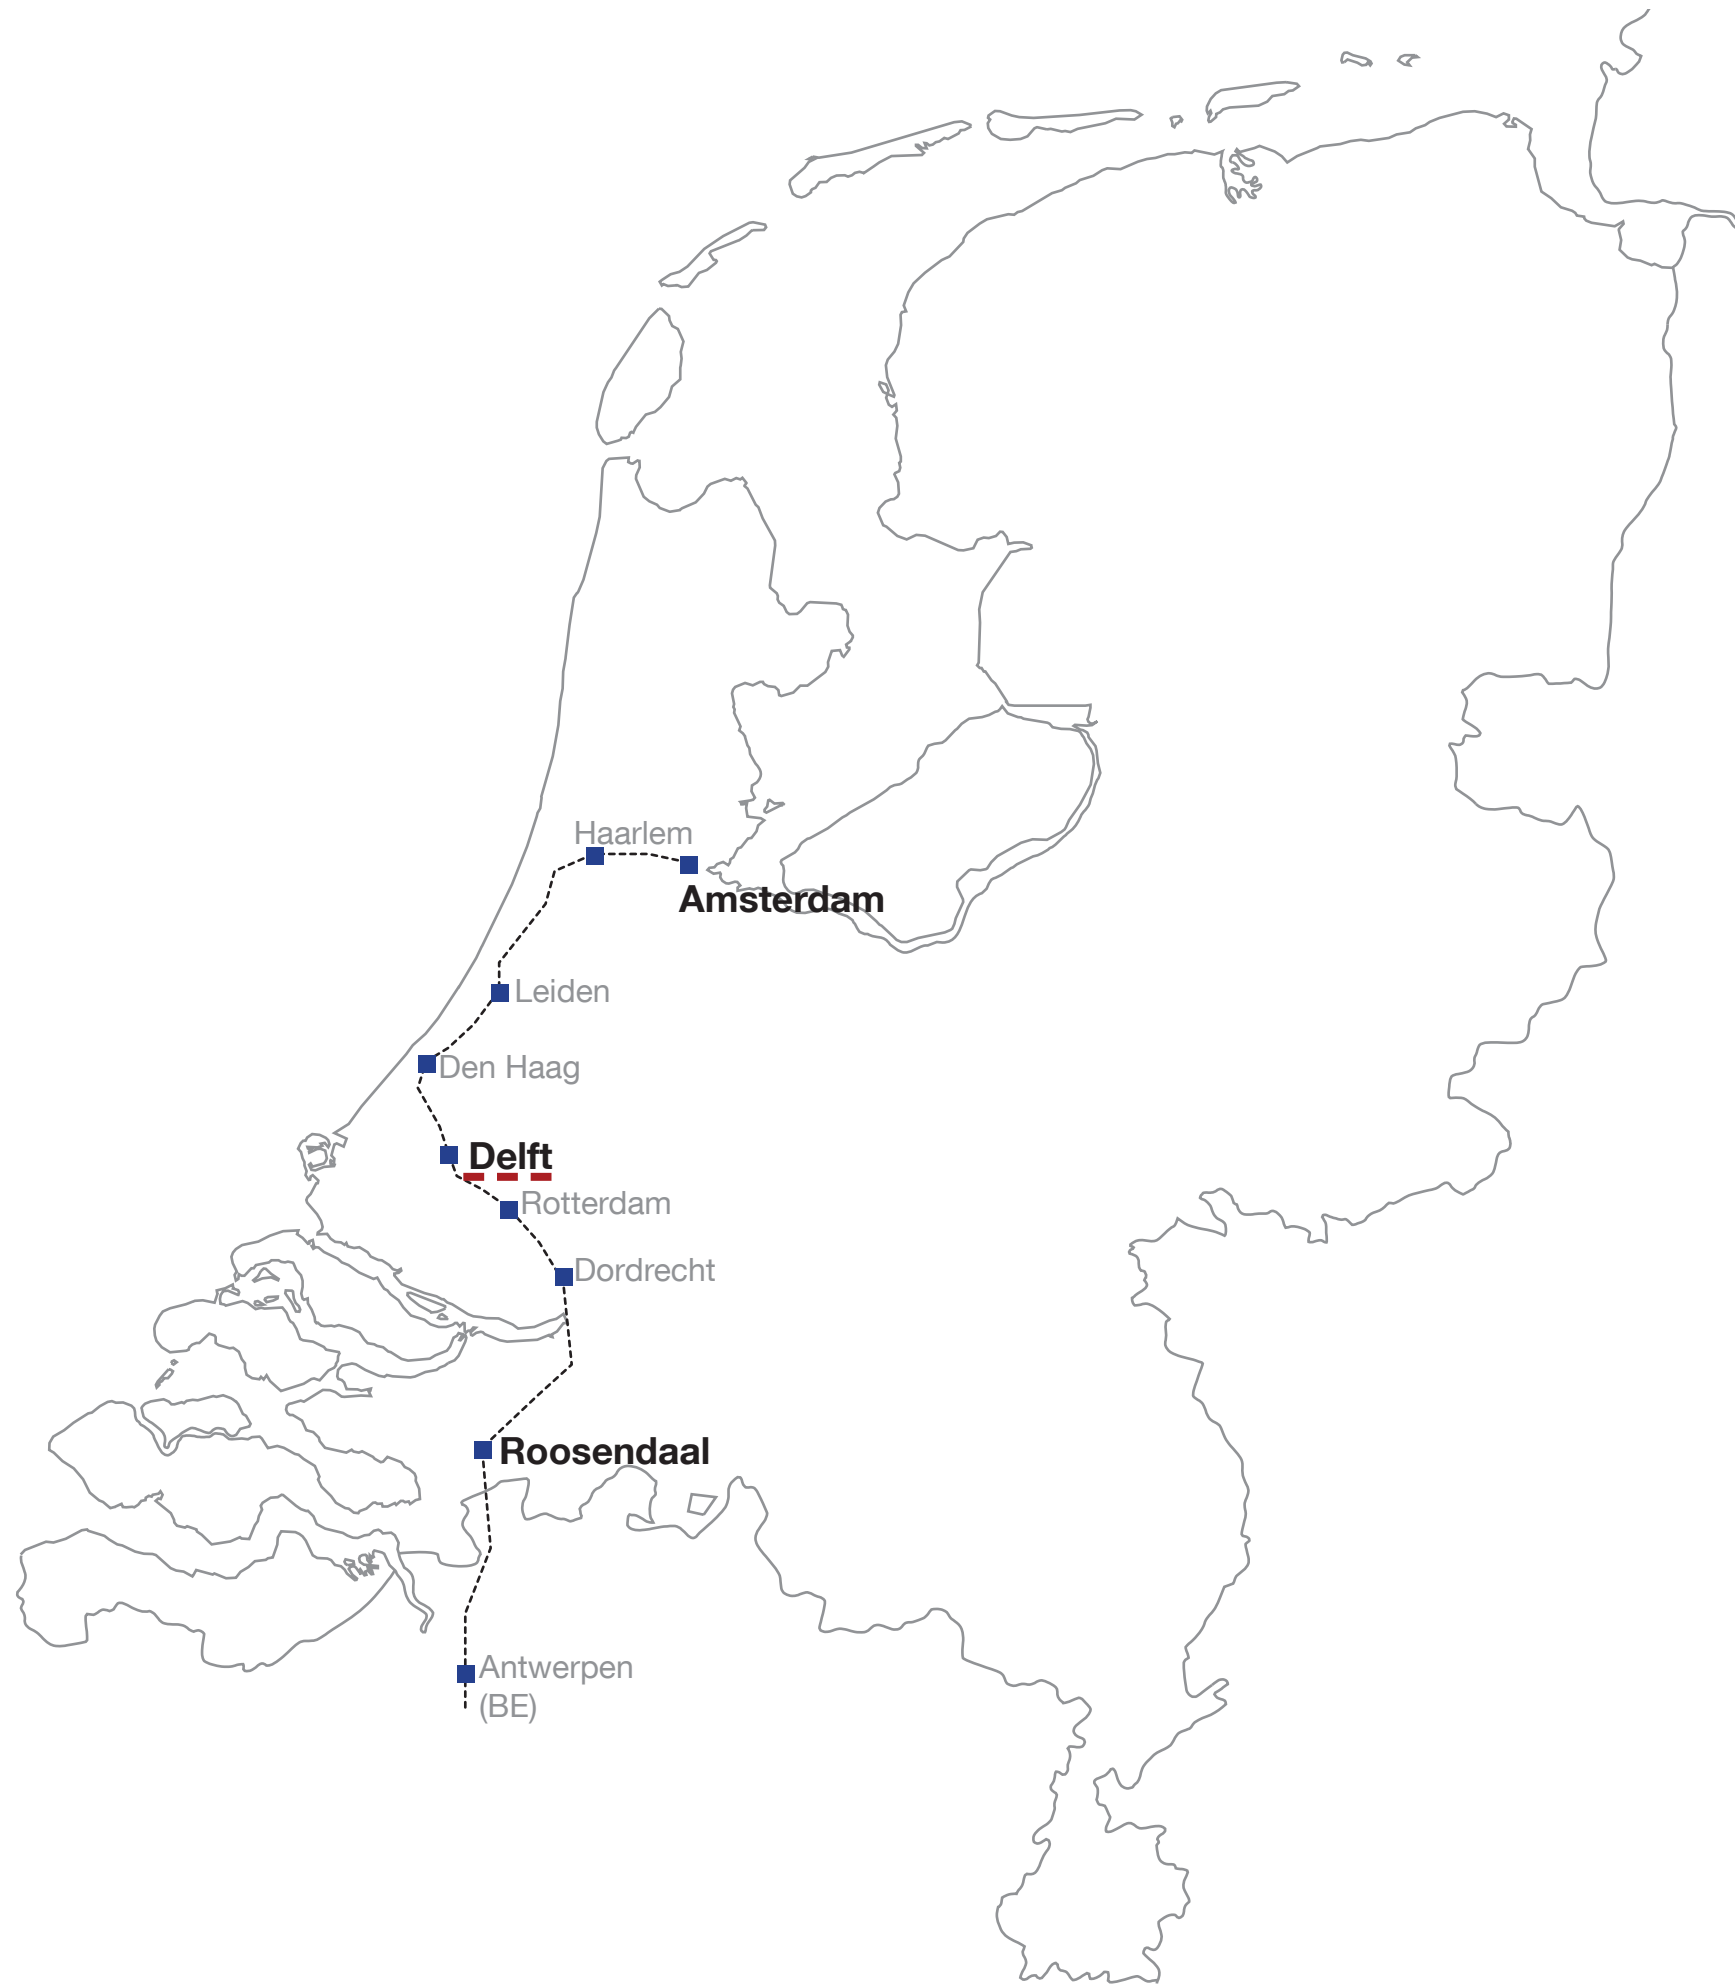 Haarlem
Amsterdam
Leiden
Den Haag
Delft
Rotterdam
Dordrecht
Roosendaal
Antwerpen
(BE)